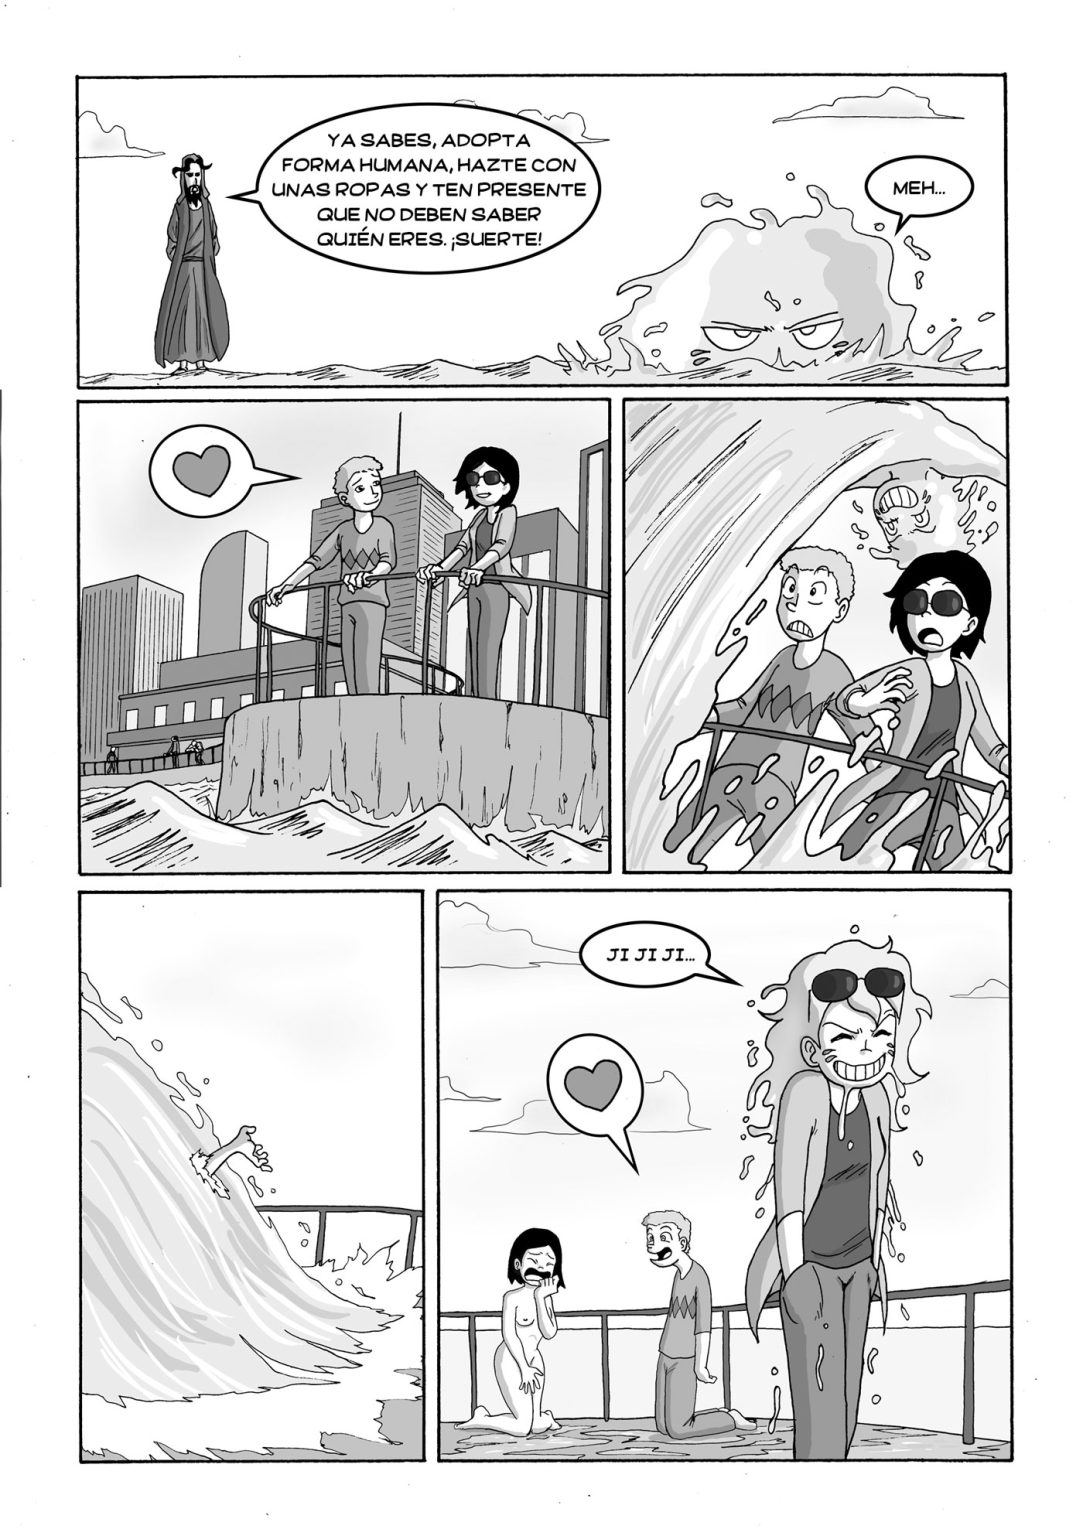 YA SABES, ADOPTA
FORMA HUMANA, HAZTE CON
UNAS ROPAS Y TEN PRESENTE
QUE NO DEBEN SABER
QUIÉN ERES. ¡SUERTE!
MEH...
JI JI JI...